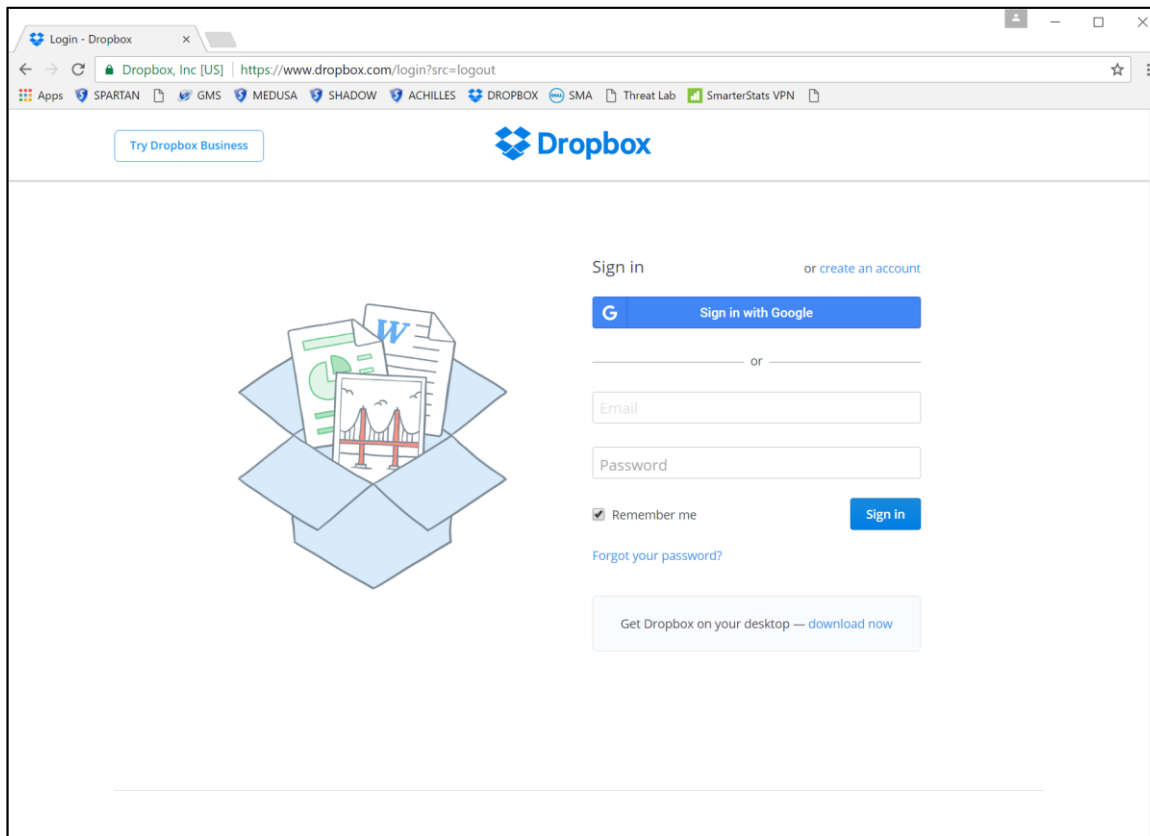 Login - Dropbox
Dropbox, Inc [US] | https://www.dropbox.com/login?src=logout
Apps SPARTAN GMS MEDUSA SHADOW ACHILLES DROPBOX SMA Threat Lab SmarterStats VPN
Try Dropbox Business Dropbox
Sign in or create an account
G Sign in with Google
or
W
Email
Password
Remember me Sign in
Forgot your password?
Get Dropbox on your desktop — download now